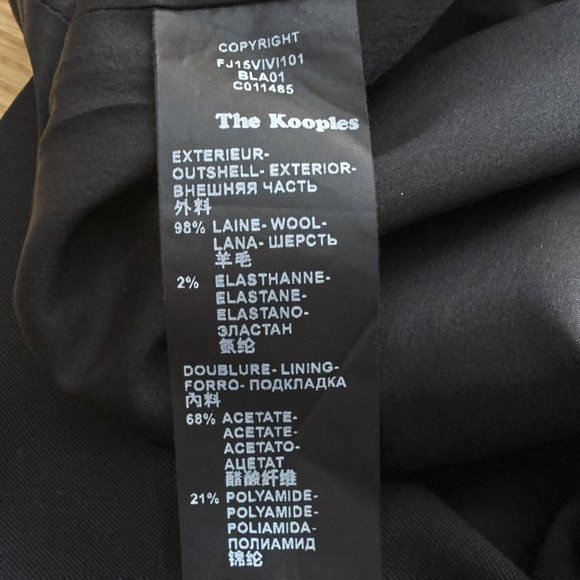 COPYRIGHT
FJ15VIVI101
BLA01
C011485
The Kooples
EXTERIEUR-
OUTSHELL- EXTERIOR-
ВНЕШНЯЯ ЧАСТЬ
外料
98% LAINE- WOOL-
LANA- ШЕРСТЬ
羊毛
2% ELASTHANNE-
ELASTANE-
ELASTANO-
ЭЛАСТАН
氨纶
DOUBLURE- LINING-
FORRO- ПОДКЛАДКА
內料
68% ACETATE-
ACETATE-
ACETATO-
АЦЕТАТ
醋酸纤维
21% POLYAMIDE-
POLYAMIDE-
POLIAMIDA-
ПОЛИАМИД
锦纶